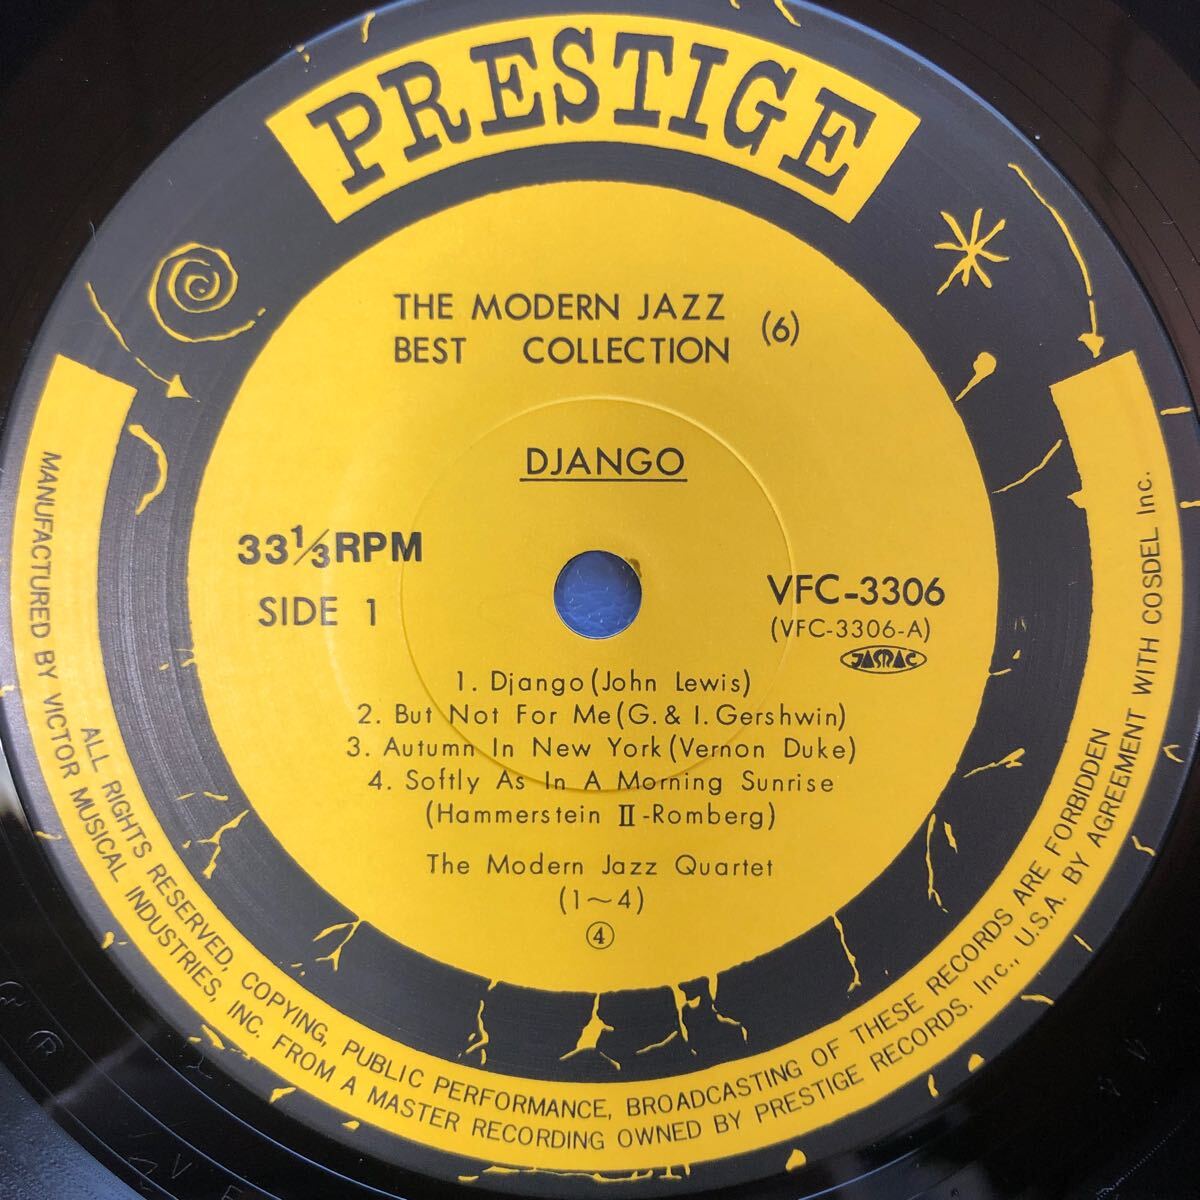 PRESTIGE
THE MODERN JAZZ
BEST COLLECTION
(6)
DJANGO
33 1/3 RPM
SIDE 1
VFC-3306
(VFC-3306-A)
JASRAC
1. Django (John Lewis)
2. But Not For Me (G. & I. Gershwin)
3. Autumn In New York (Vernon Duke)
4. Softly As In A Morning Sunrise
(Hammerstein II -Romberg)
The Modern Jazz Quartet
(1~4)
④
ALL RIGHTS RESERVED, COPYING, PUBLIC PERFORMANCE, BROADCASTING OF THESE RECORDS ARE FORBIDDEN
MANUFACTURED BY VICTOR MUSICAL INDUSTRIES, INC. FROM A MASTER RECORDING OWNED BY PRESTIGE RECORDS. Inc., U.S.A. BY AGREEMENT WITH COSDEL Inc.